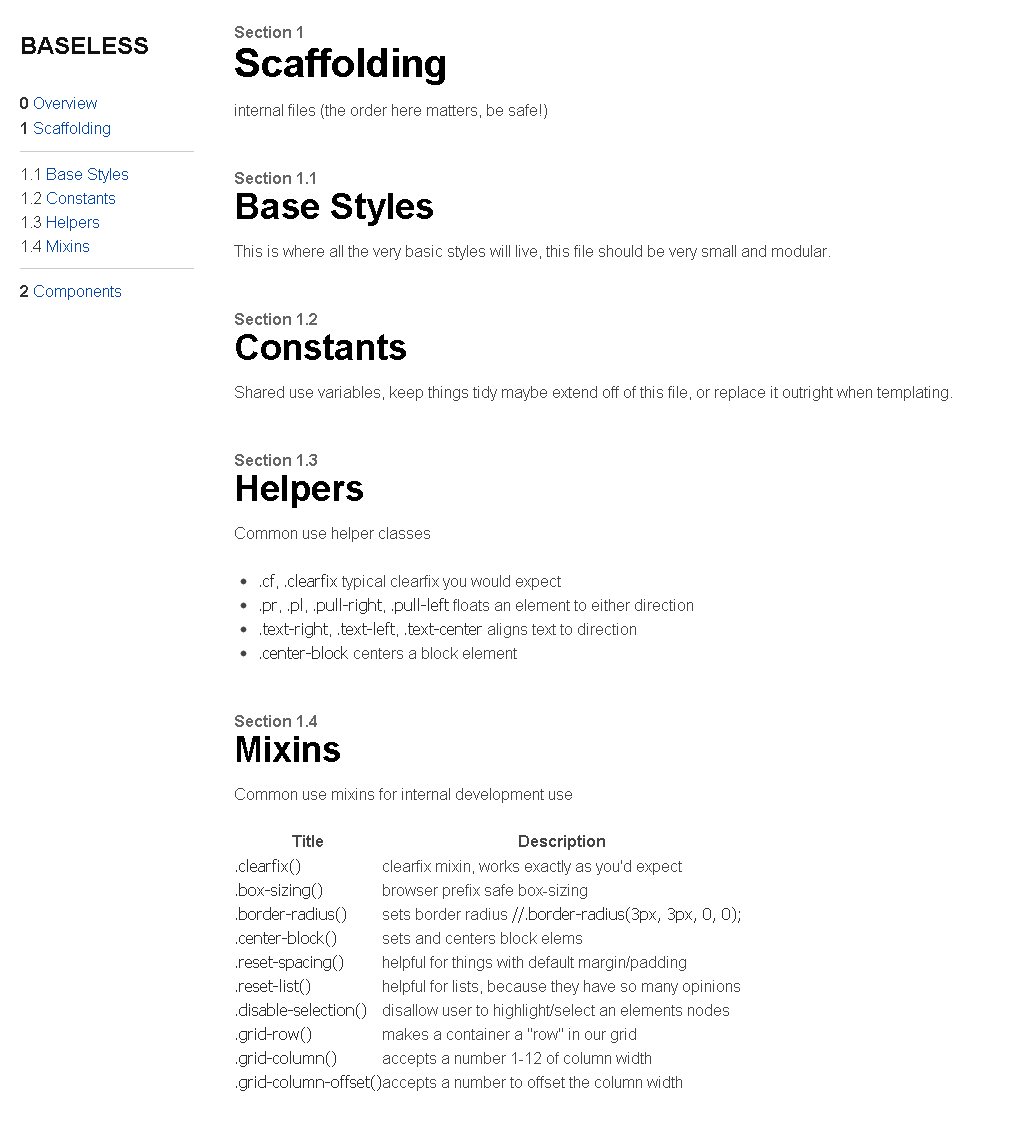 BASELESS
0 Overview
1 Scaffolding
1.1 Base Styles
1.2 Constants
1.3 Helpers
1.4 Mixins
2 Components
Section 1
Scaffolding
internal files (the order here matters, be safe!)
Section 1.1
Base Styles
This is where all the very basic styles will live, this file should be very small and modular.
Section 1.2
Constants
Shared use variables, keep things tidy maybe extend off of this file, or replace it outright when templating.
Section 1.3
Helpers
Common use helper classes
• .cf, .clearfix typical clearfix you would expect
• .pr, .pl, .pull-right, .pull-left floats an element to either direction
• .text-right, .text-left, .text-center aligns text to direction
• .center-block centers a block element
Section 1.4
Mixins
Common use mixins for internal development use
Title Description
.clearfix() clearfix mixin, works exactly as you'd expect
.box-sizing() browser prefix safe box-sizing
.border-radius() sets border radius //.border-radius(3px, 3px, 0, 0);
.center-block() sets and centers block elems
.reset-spacing() helpful for things with default margin/padding
.reset-list() helpful for lists, because they have so many opinions
.disable-selection() disallow user to highlight/select an elements nodes
.grid-row() makes a container a "row" in our grid
.grid-column() accepts a number 1-12 of column width
.grid-column-offset() accepts a number to offset the column width